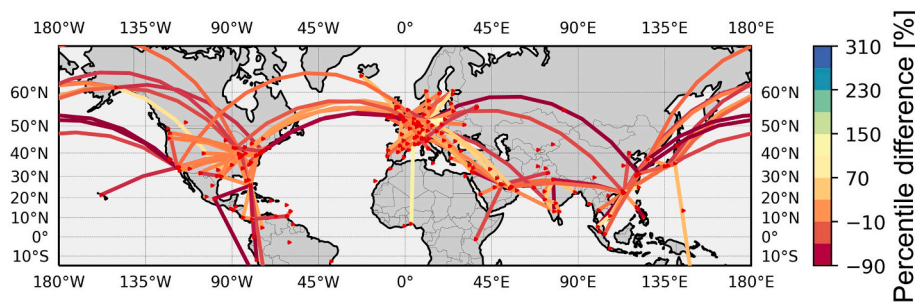 180°W 135°W 90°W 45°W 0° 45°E 90°E 135°E 180°E
60°N 60°N
50°N 50°N
40°N 40°N
30°N 30°N
20°N 20°N
10°N 10°N
0° 0°
10°S 10°S
180°W 135°W 90°W 45°W 0° 45°E 90°E 135°E 180°E
310
230
150
70
−10
−90
Percentile difference [%]